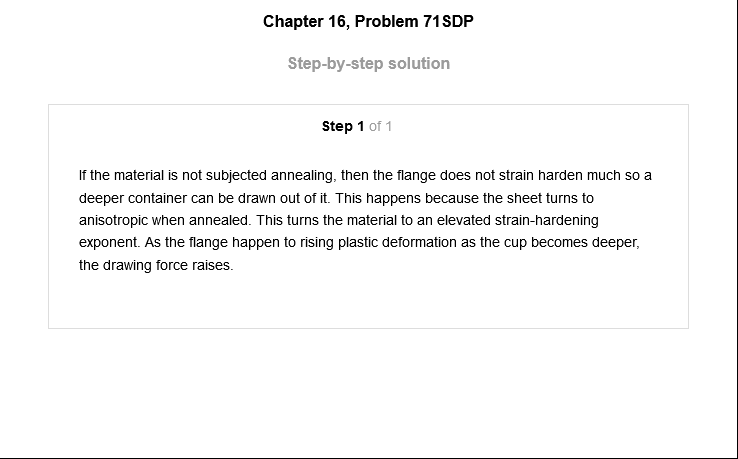 Chapter 16, Problem 71SDP
Step-by-step solution
Step 1 of 1
If the material is not subjected annealing, then the flange does not strain harden much so a
deeper container can be drawn out of it. This happens because the sheet turns to
anisotropic when annealed. This turns the material to an elevated strain-hardening
exponent. As the flange happen to rising plastic deformation as the cup becomes deeper,
the drawing force raises.